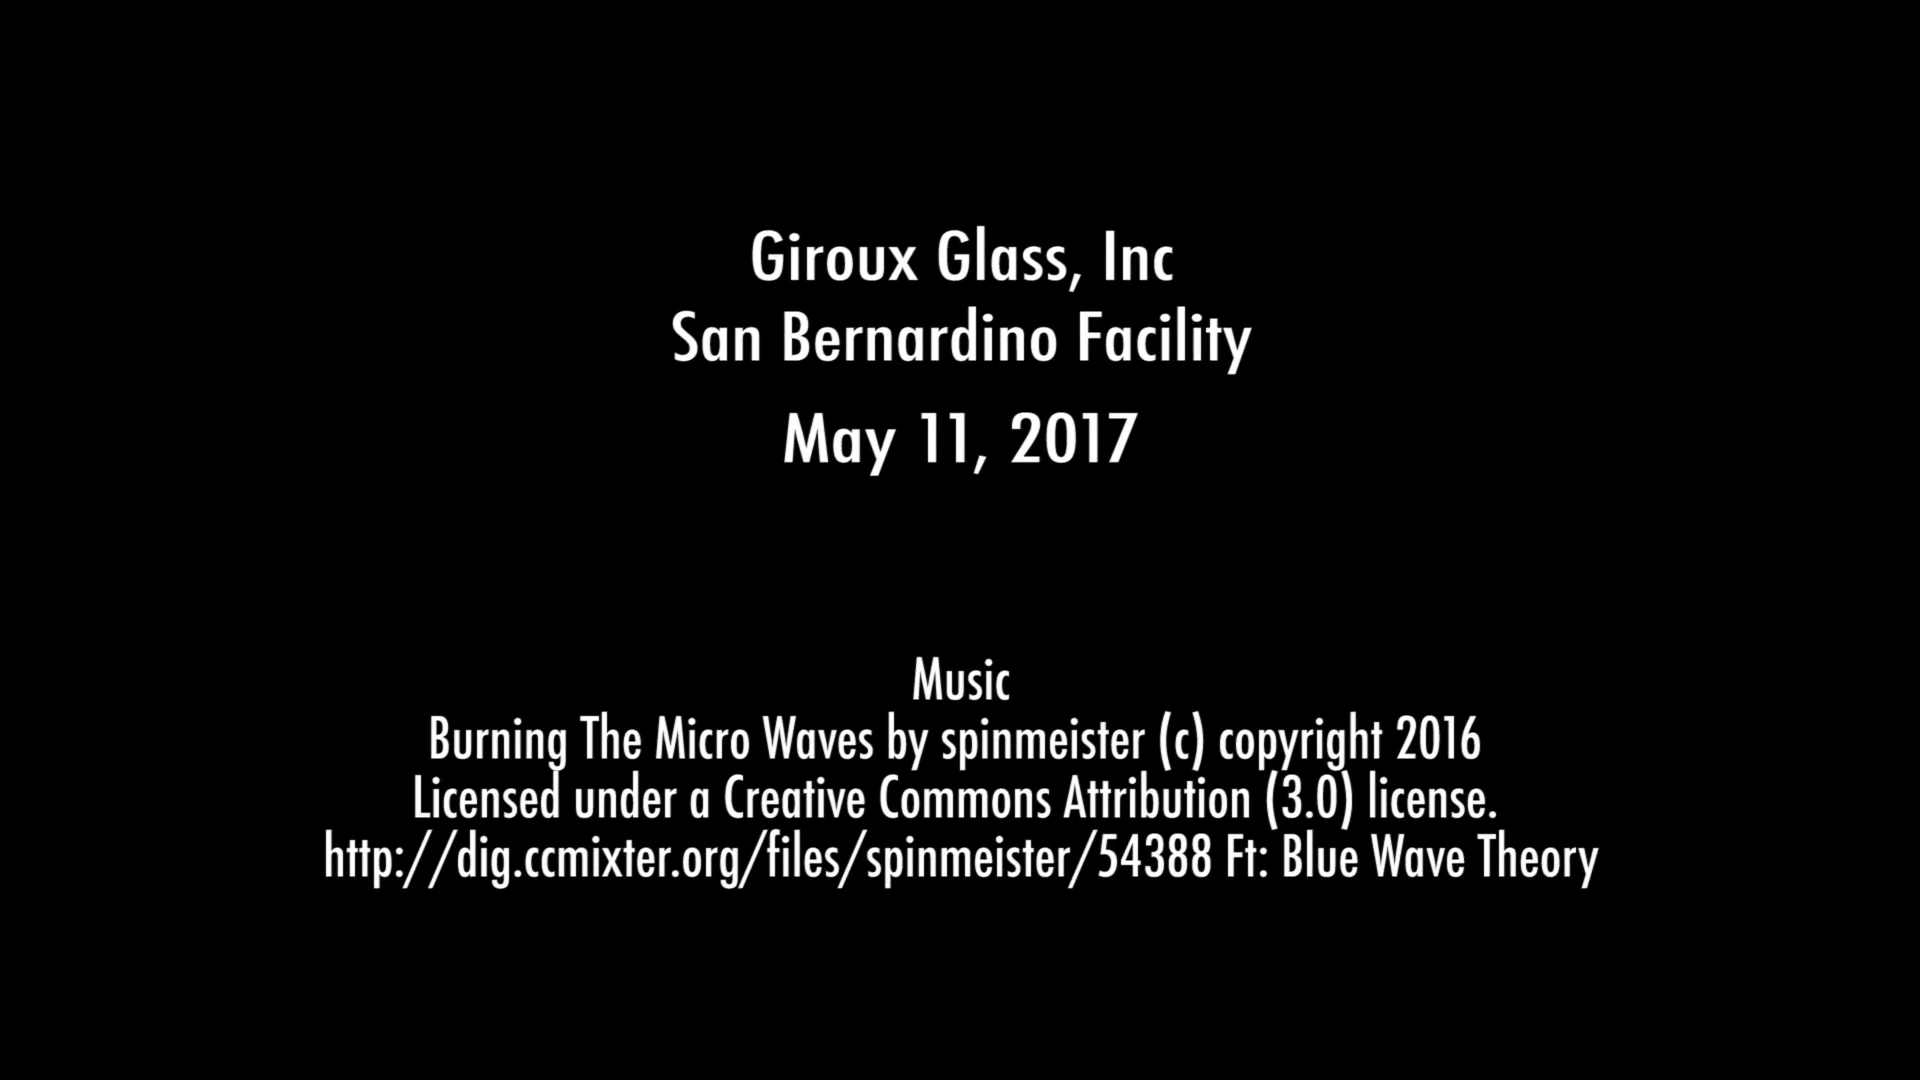 Giroux Glass, Inc
San Bernardino Facility
May 11, 2017
Music
Burning The Micro Waves by spinmeister (c) copyright 2016
Licensed under a Creative Commons Attribution (3.0) license.
http://dig.ccmixter.org/files/spinmeister/54388 Ft: Blue Wave Theory